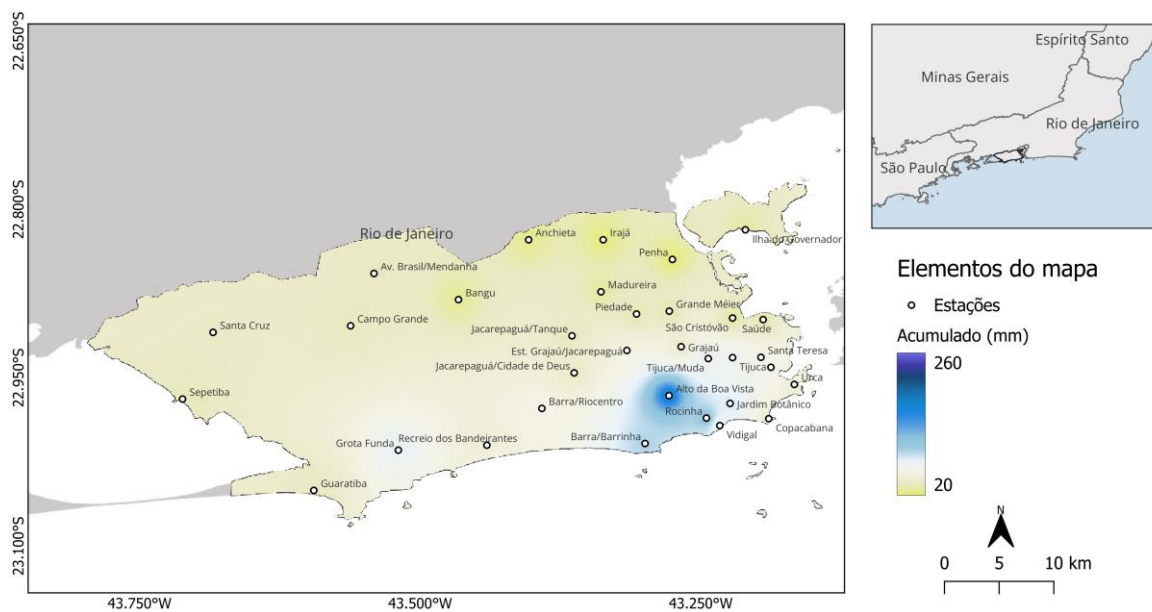 22.650°S
22.800°S
22.950°S
23.100°S
43.750°W
43.500°W
43.250°W
Rio de Janeiro
Anchieta
Irajá
Ilha do Governador
Penha
Av. Brasil/Mendanha
Bangu
Madureira
Piedade
Grande Méier
Santa Cruz
Campo Grande
Jacarepaguá/Tanque
São Cristóvão
Saúde
Est. Grajaú/Jacarepaguá
Grajaú
Santa Teresa
Jacarepaguá/Cidade de Deus
Tijuca/Muda
Tijuca
Urca
Sepetiba
Alto da Boa Vista
Barra/Riocentro
Rocinha
Jardim Botânico
Copacabana
Vidigal
Grota Funda
Recreio dos Bandeirantes
Barra/Barrinha
Guaratiba
Espírito Santo
Minas Gerais
Rio de Janeiro
São Paulo
Elementos do mapa
Estações
Acumulado (mm)
260
20
N
0 5 10 km